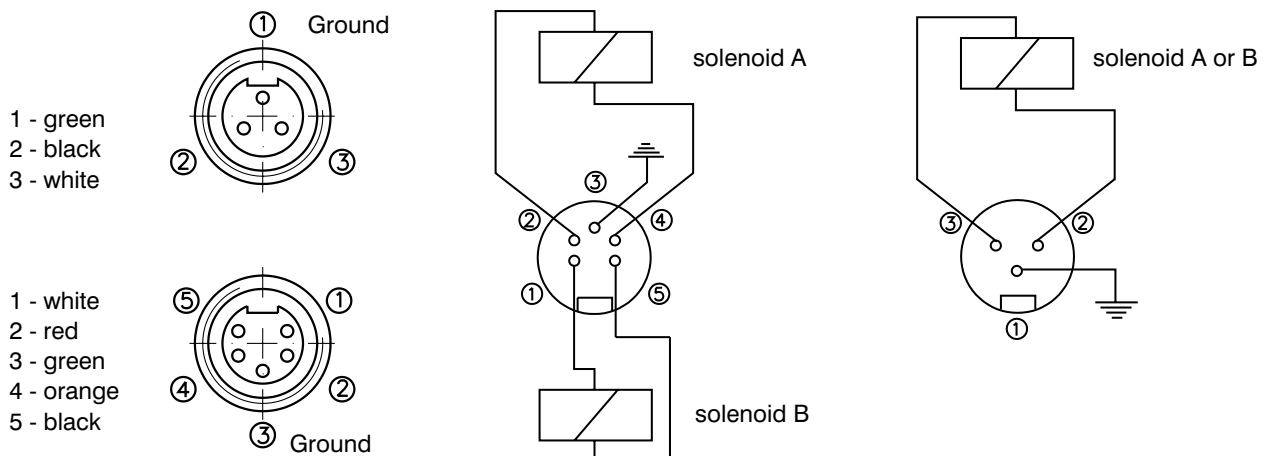 ① Ground
1 - green
2 - black
3 - white
② ③
solenoid A
③
② ④
① ⑤
solenoid B
solenoid A or B
③ ②
①
1 - white
2 - red
3 - green
4 - orange
5 - black
⑤ ①
④ ②
③ Ground